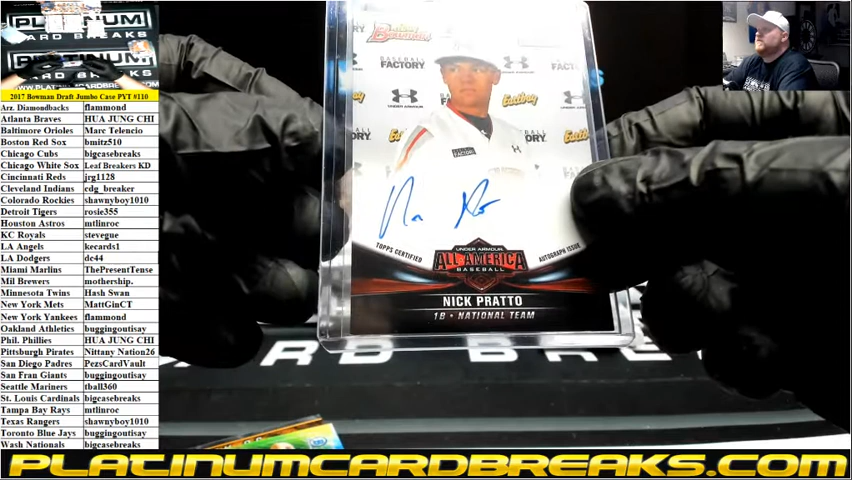 PLATINUM
CARD BREAKS
PLATINUM
CARD BREAKS
2017 Bowman Draft Jumbo Case PYT #110
Arz. Diamondbacks flammond
Atlanta Braves HUA JUNG CHI
Baltimore Orioles Marc Telencio
Boston Red Sox bmitz510
Chicago Cubs bigcasebreaks
Chicago White Sox Leaf Breakers KD
Cincinnati Reds jrg1128
Cleveland Indians cdg_breaker
Colorado Rockies shawnyboy1010
Detroit Tigers rosie355
Houston Astros mtlinroc
KC Royals stevegue
LA Angels kecards1
LA Dodgers dc44
Miami Marlins ThePresentTense
Mil Brewers mothership.
Minnesota Twins Hash Swan
New York Mets MattGinCT
New York Yankees flammond
Oakland Athletics buggingoutisay
Phil. Phillies HUA JUNG CHI
Pittsburgh Pirates Nittany Nation26
San Diego Padres PezsCardVault
San Fran Giants buggingoutisay
Seattle Mariners tball360
St. Louis Cardinals bigcasebreaks
Tampa Bay Rays mtlinroc
Texas Rangers shawnyboy1010
Toronto Blue Jays buggingoutisay
Wash Nationals bigcasebreaks
Bowman
BASEBALL
FACTORY
UNDER ARMOUR
Easton
TOPPS CERTIFIED
AUTOGRAPH ISSUE
UNDER ARMOUR
ALL AMERICA
BASEBALL
NICK PRATTO
1B • NATIONAL TEAM
ARD BRE
PLATINUMCARDBREAKS.COM